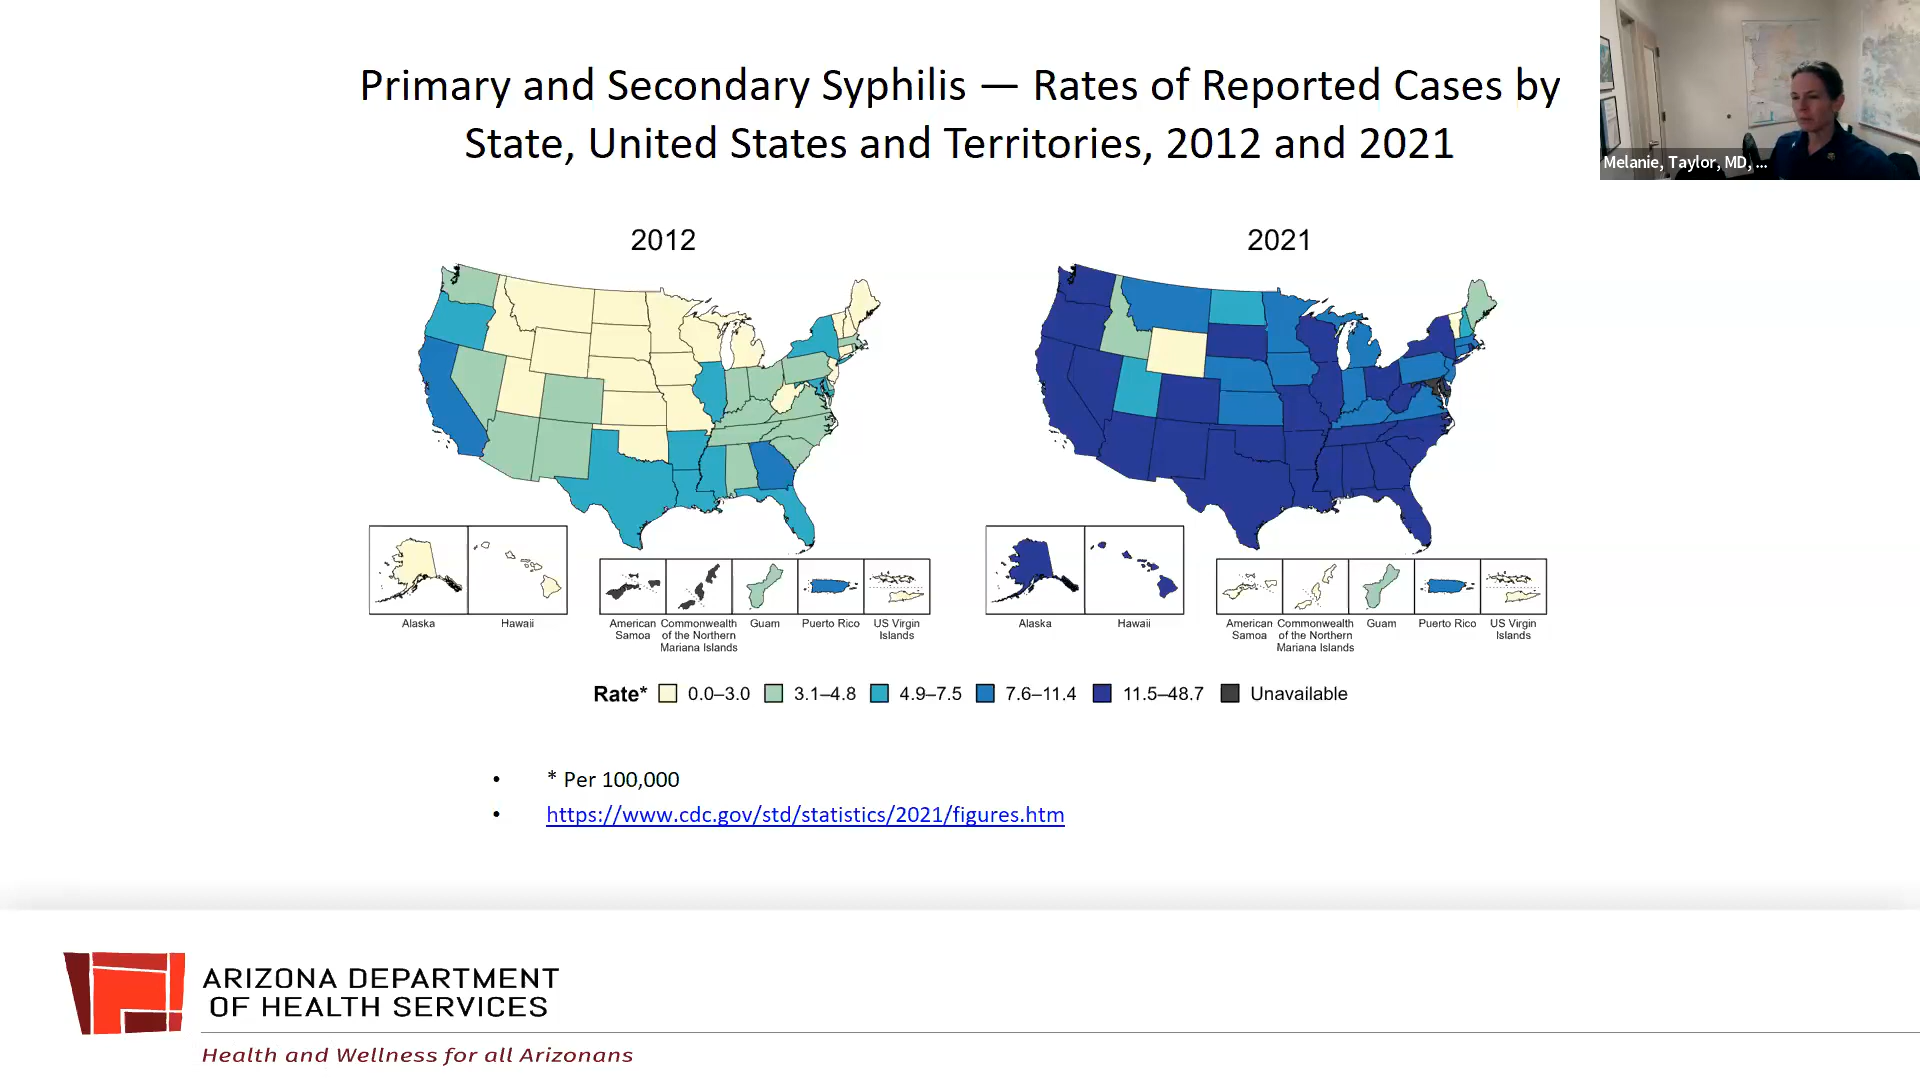 Primary and Secondary Syphilis — Rates of Reported Cases by
State, United States and Territories, 2012 and 2021
Melanie, Taylor, MD, ...
2012
2021
Alaska
Hawaii
American
Samoa
Commonwealth
of the Northern
Mariana Islands
Guam
Puerto Rico
US Virgin
Islands
Alaska
Hawaii
American
Samoa
Commonwealth
of the Northern
Mariana Islands
Guam
Puerto Rico
US Virgin
Islands
Rate* 0.0–3.0 3.1–4.8 4.9–7.5 7.6–11.4 11.5–48.7 Unavailable
• * Per 100,000
• https://www.cdc.gov/std/statistics/2021/figures.htm
ARIZONA DEPARTMENT
OF HEALTH SERVICES
Health and Wellness for all Arizonans